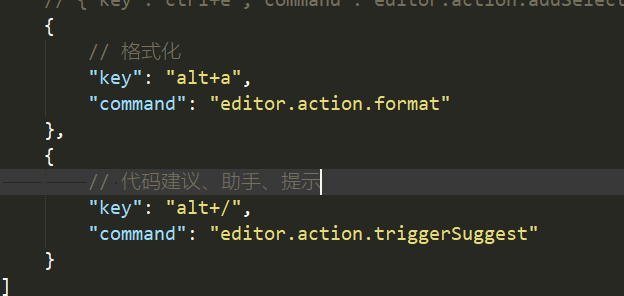 // { "key": "ctrl+e", "command": "editor.action.addSelect
{
// 格式化
"key": "alt+a",
"command": "editor.action.format"
},
{
// 代码建议、助手、提示
"key": "alt+/",
"command": "editor.action.triggerSuggest"
}
]